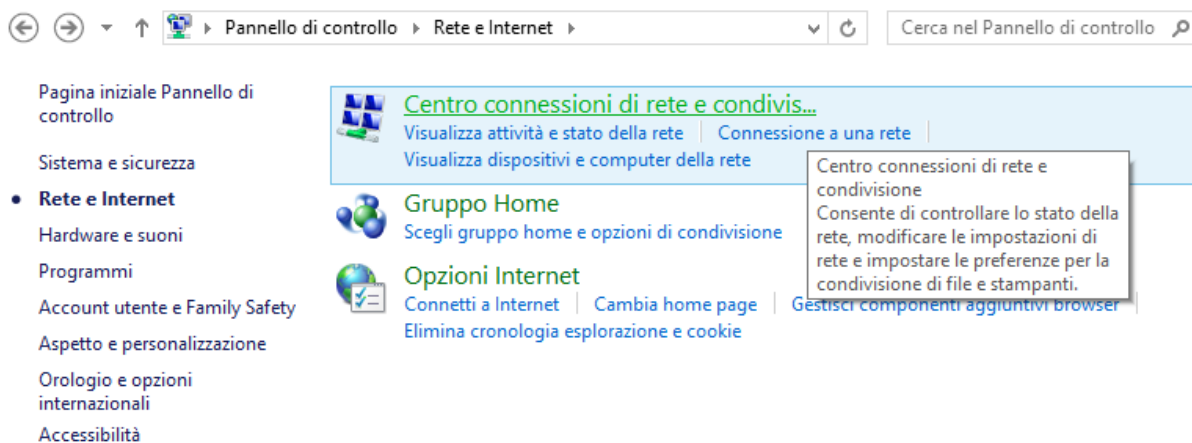 Pannello di controllo Rete e Internet
Cerca nel Pannello di controllo
Pagina iniziale Pannello di
controllo
Sistema e sicurezza
Rete e Internet
Hardware e suoni
Programmi
Account utente e Family Safety
Aspetto e personalizzazione
Orologio e opzioni
internazionali
Accessibilità
Centro connessioni di rete e condivis...
Visualizza attività e stato della rete Connessione a una rete
Visualizza dispositivi e computer della rete
Gruppo Home
Scegli gruppo home e opzioni di condivisione
Opzioni Internet
Connetti a Internet Cambia home page Gestisci componenti aggiuntivi browser
Elimina cronologia esplorazione e cookie
Centro connessioni di rete e
condivisione
Consente di controllare lo stato della
rete, modificare le impostazioni di
rete e impostare le preferenze per la
condivisione di file e stampanti.